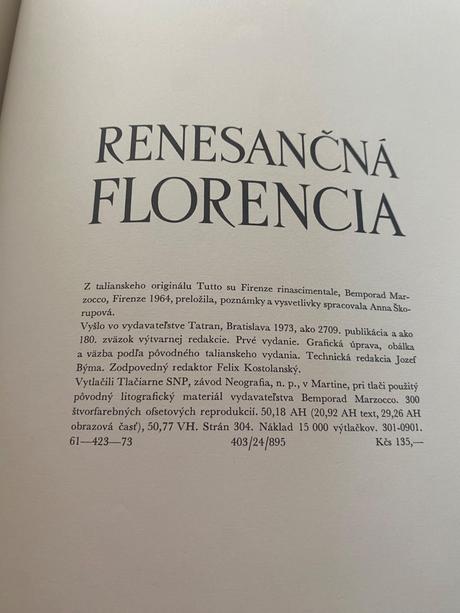 RENESANČNÁ
FLORENCIA
Z talianskeho originálu Tutto su Firenze rinascimentale, Bemporad Mar-
zocco, Firenze 1964, preložila, poznámky a vysvetlivky spracovala Anna Ško-
rupová.
Vyšlo vo vydavateľstve Tatran, Bratislava 1973, ako 2709. publikácia a ako
180. zväzok výtvarnej redakcie. Prvé vydanie. Grafická úprava, obálka
a väzba podľa pôvodného talianskeho vydania. Technická redakcia Jozef
Býma. Zodpovedný redaktor Felix Kostolanský.
Vytlačili Tlačiarne SNP, závod Neografia, n. p., v Martine, pri tlači použitý
pôvodný litografický materiál vydavateľstva Bemporad Marzocco. 300
štvorfarebných ofsetových reprodukcií. 50,18 AH (20,92 AH text, 29,26 AH
obrazová časť), 50,77 VH. Strán 304. Náklad 15 000 výtlačkov. 301-0901.
61—423—73 403/24/895 Kčs 135,—